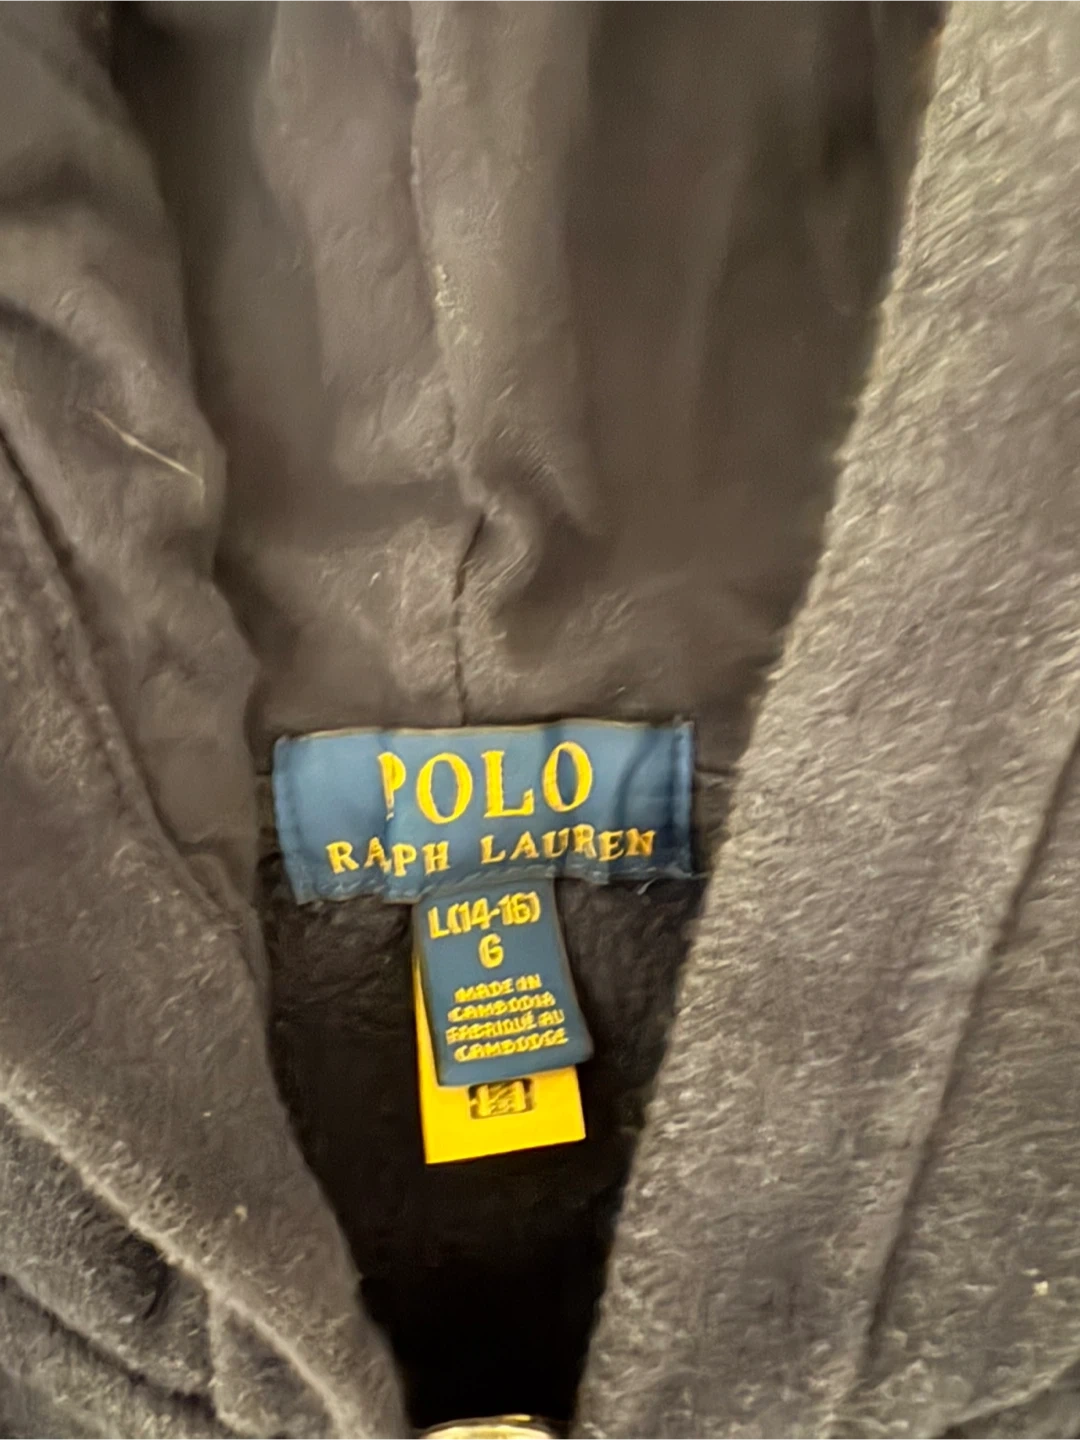 POLO
RALPH LAUREN
L(14-16)
G
MADE IN
CAMBODIA
FABRIQUÉ AU
CAMBODGE